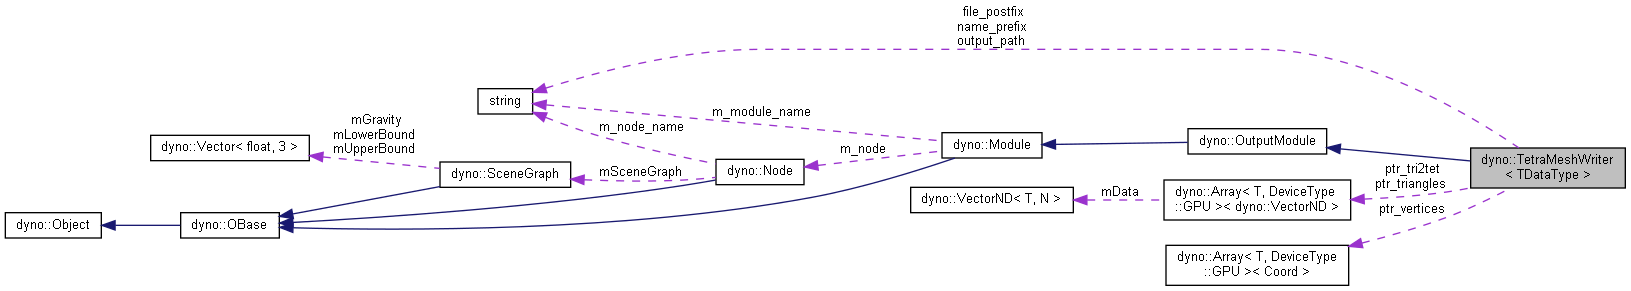 file_postfix
name_prefix
output_path
string
m_module_name
mGravity
mLowerBound
mUpperBound
m_node_name
dyno::Vector< float, 3 >
dyno::Module
dyno::OutputModule
m_node
dyno::TetraMeshWriter
< TDataType >
dyno::SceneGraph
mSceneGraph
dyno::Node
ptr_tri2tet
ptr_triangles
dyno::VectorND< T, N >
mData
dyno::Array< T, DeviceType
::GPU >< dyno::VectorND >
ptr_vertices
dyno::Object
dyno::OBase
dyno::Array< T, DeviceType
::GPU >< Coord >